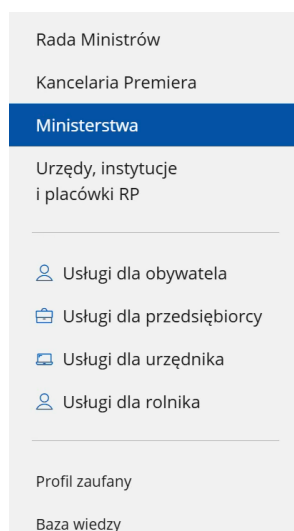 Rada Ministrów
Kancelaria Premiera
Ministerstwa
Urzędy, instytucje
i placówki RP
Usługi dla obywatela
Usługi dla przedsiębiorcy
Usługi dla urzędnika
Usługi dla rolnika
Profil zaufany
Baza wiedzy